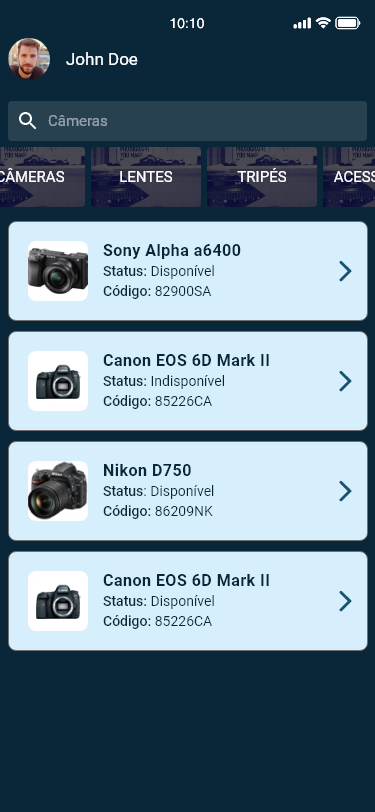 10:10
John Doe
Câmeras
CÂMERAS LENTES TRIPÉS ACESS
Sony Alpha a6400
Status: Disponível
Código: 82900SA
Canon EOS 6D Mark II
Status: Indisponível
Código: 85226CA
Nikon D750
Status: Disponível
Código: 86209NK
Canon EOS 6D Mark II
Status: Disponível
Código: 85226CA